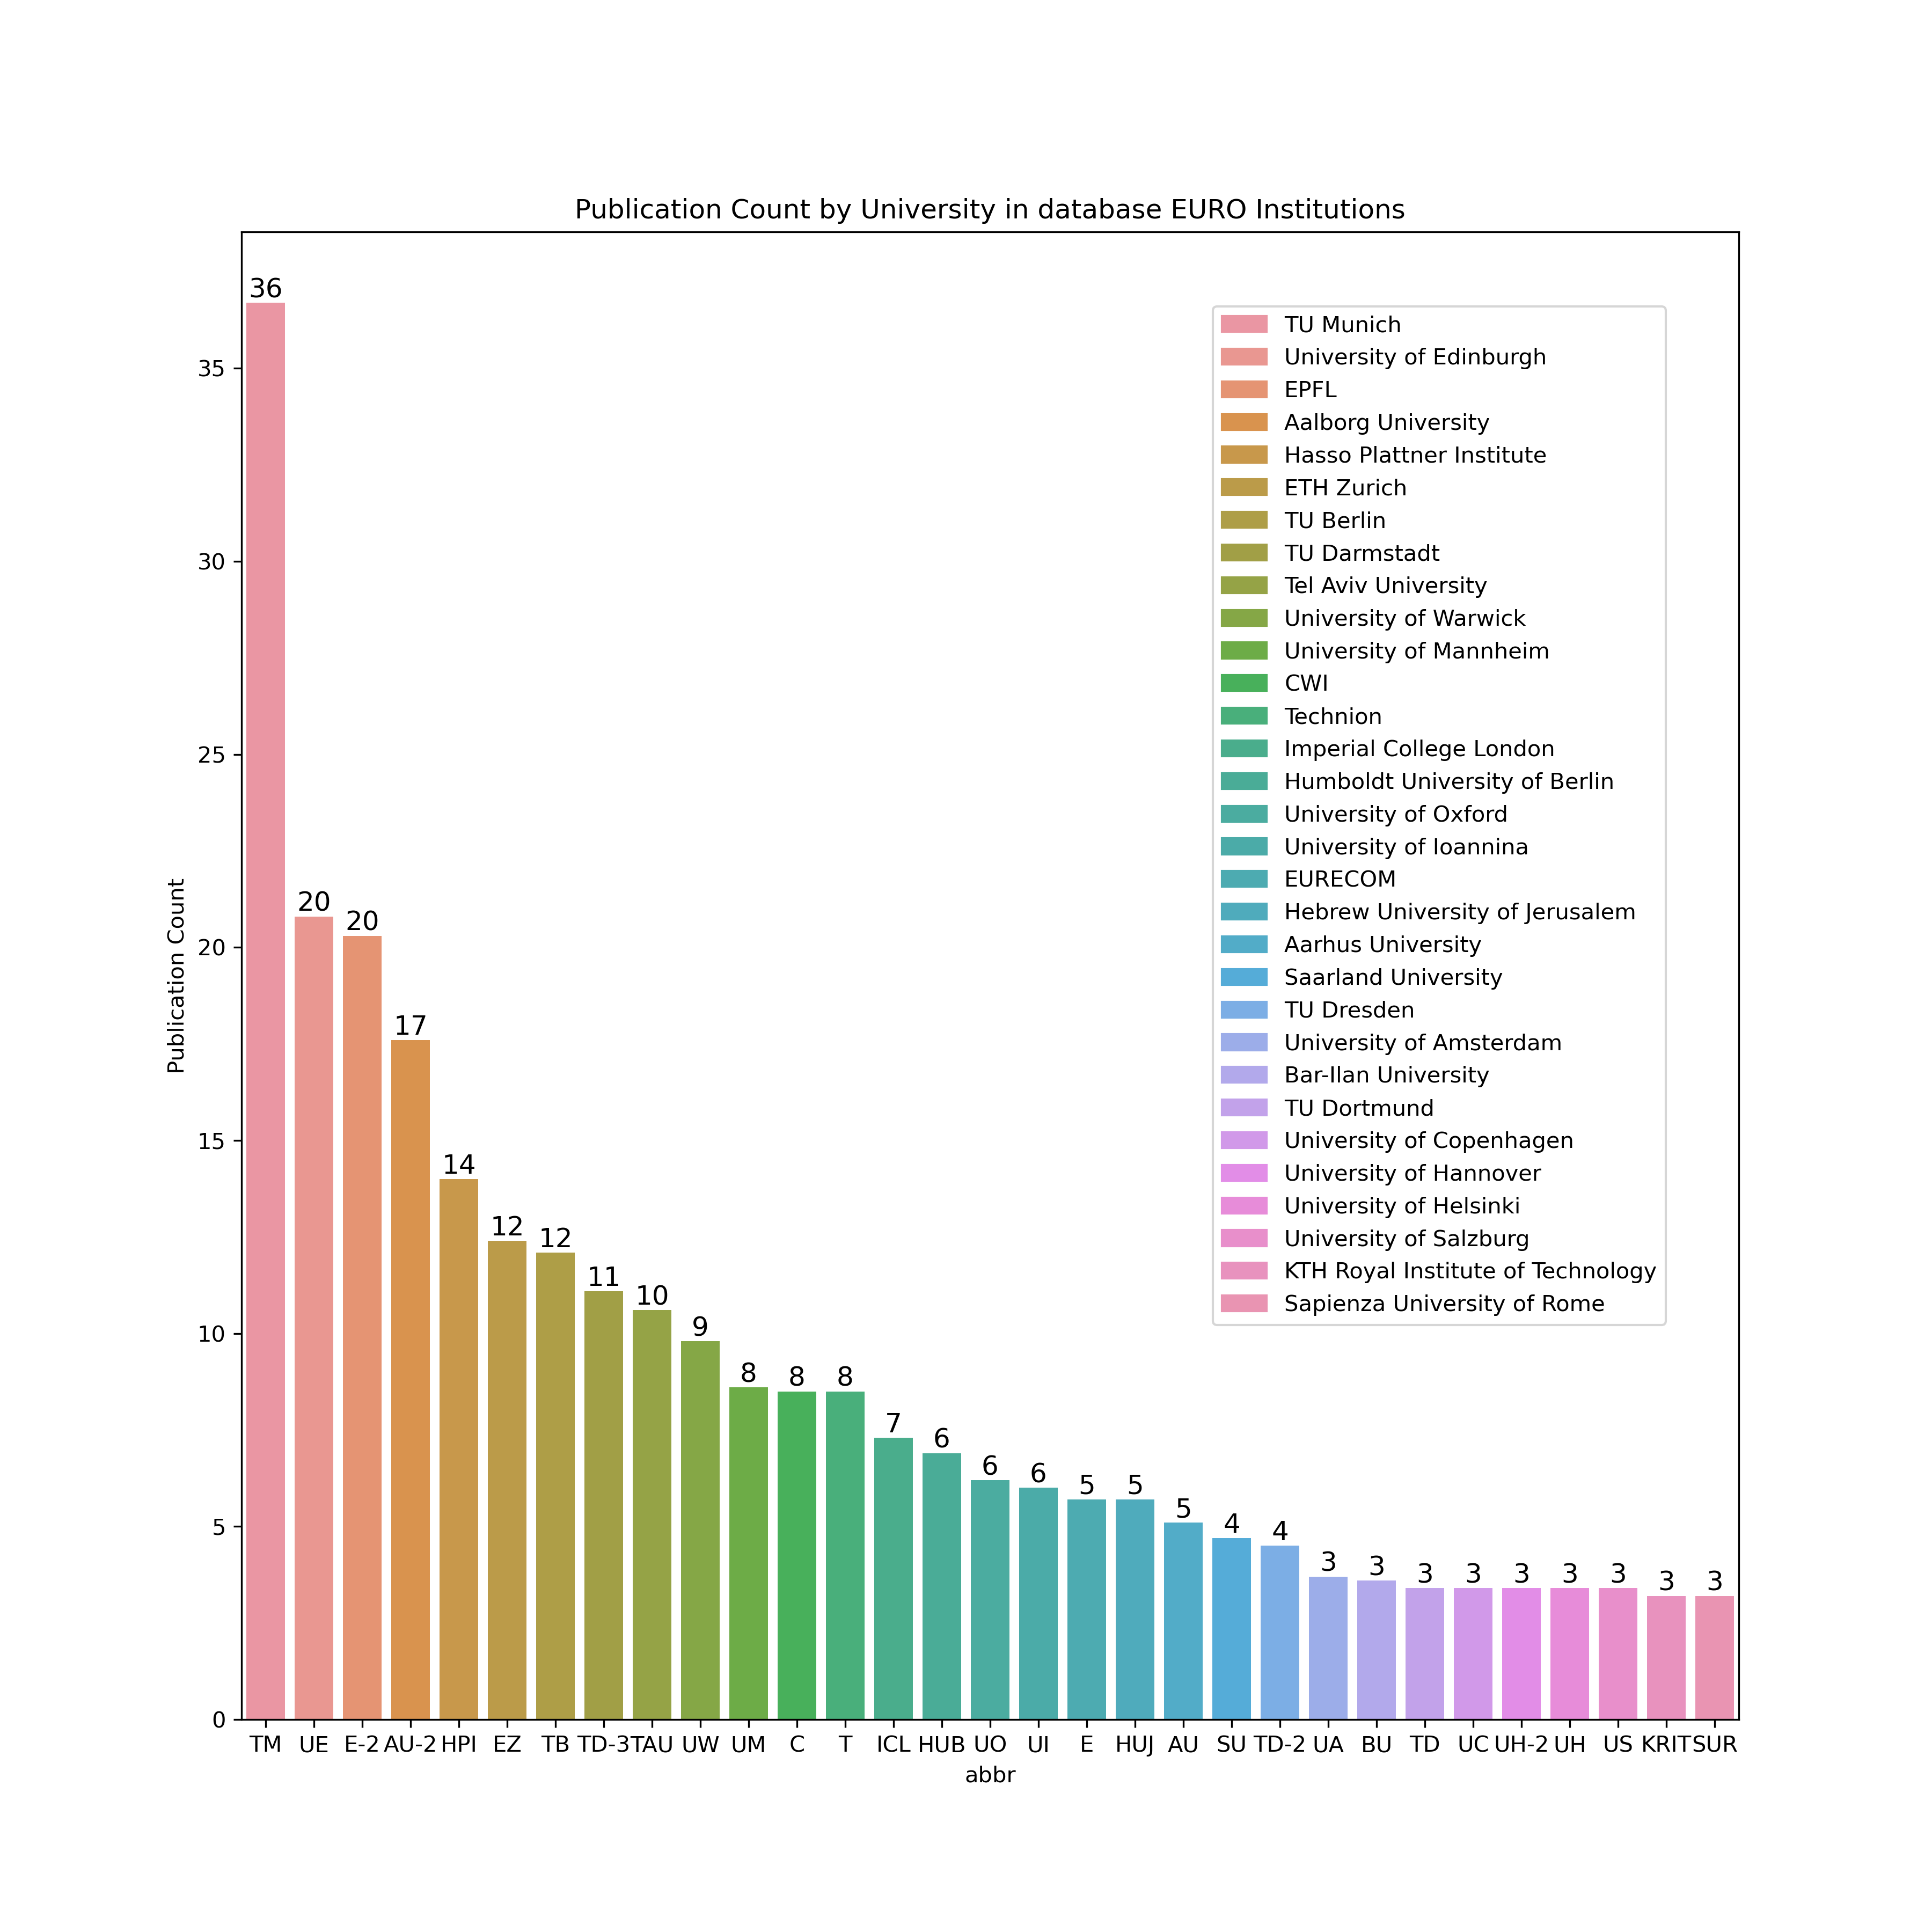 Publication Count by University in database EURO Institutions
36
20
20
17
14
12
12
11
10
9
8
8
8
7
6
6
6
5
5
5
4
4
3
3
3
3
3
3
3
3
3
TU Munich
University of Edinburgh
EPFL
Aalborg University
Hasso Plattner Institute
ETH Zurich
TU Berlin
TU Darmstadt
Tel Aviv University
University of Warwick
University of Mannheim
CWI
Technion
Imperial College London
Humboldt University of Berlin
University of Oxford
University of Ioannina
EURECOM
Hebrew University of Jerusalem
Aarhus University
Saarland University
TU Dresden
University of Amsterdam
Bar-Ilan University
TU Dortmund
University of Copenhagen
University of Hannover
University of Helsinki
University of Salzburg
KTH Royal Institute of Technology
Sapienza University of Rome
Publication Count
35
30
25
20
15
10
5
0
TM UE E-2 AU-2 HPI EZ TB TD-3 TAU UW UM C T ICL HUB UO UI E HUJ AU SU TD-2 UA BU TD UC UH-2 UH US KRIT SUR
abbr